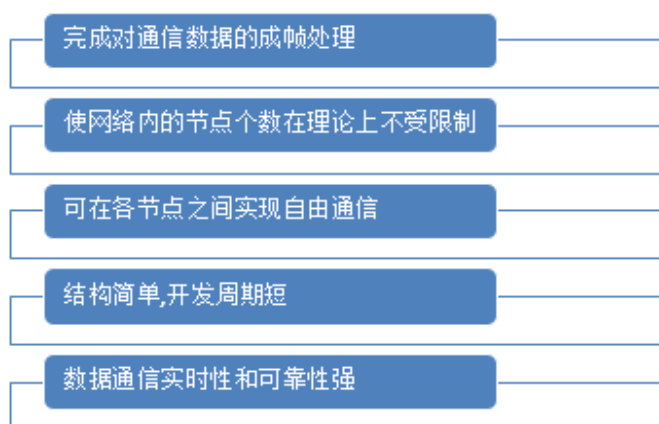 完成对通信数据的成帧处理
使网络内的节点个数在理论上不受限制
可在各节点之间实现自由通信
结构简单,开发周期短
数据通信实时性和可靠性强